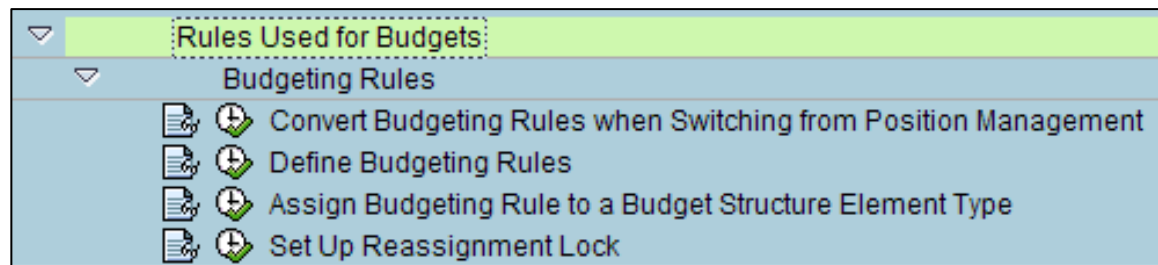 Rules Used for Budgets
Budgeting Rules
Convert Budgeting Rules when Switching from Position Management
Define Budgeting Rules
Assign Budgeting Rule to a Budget Structure Element Type
Set Up Reassignment Lock